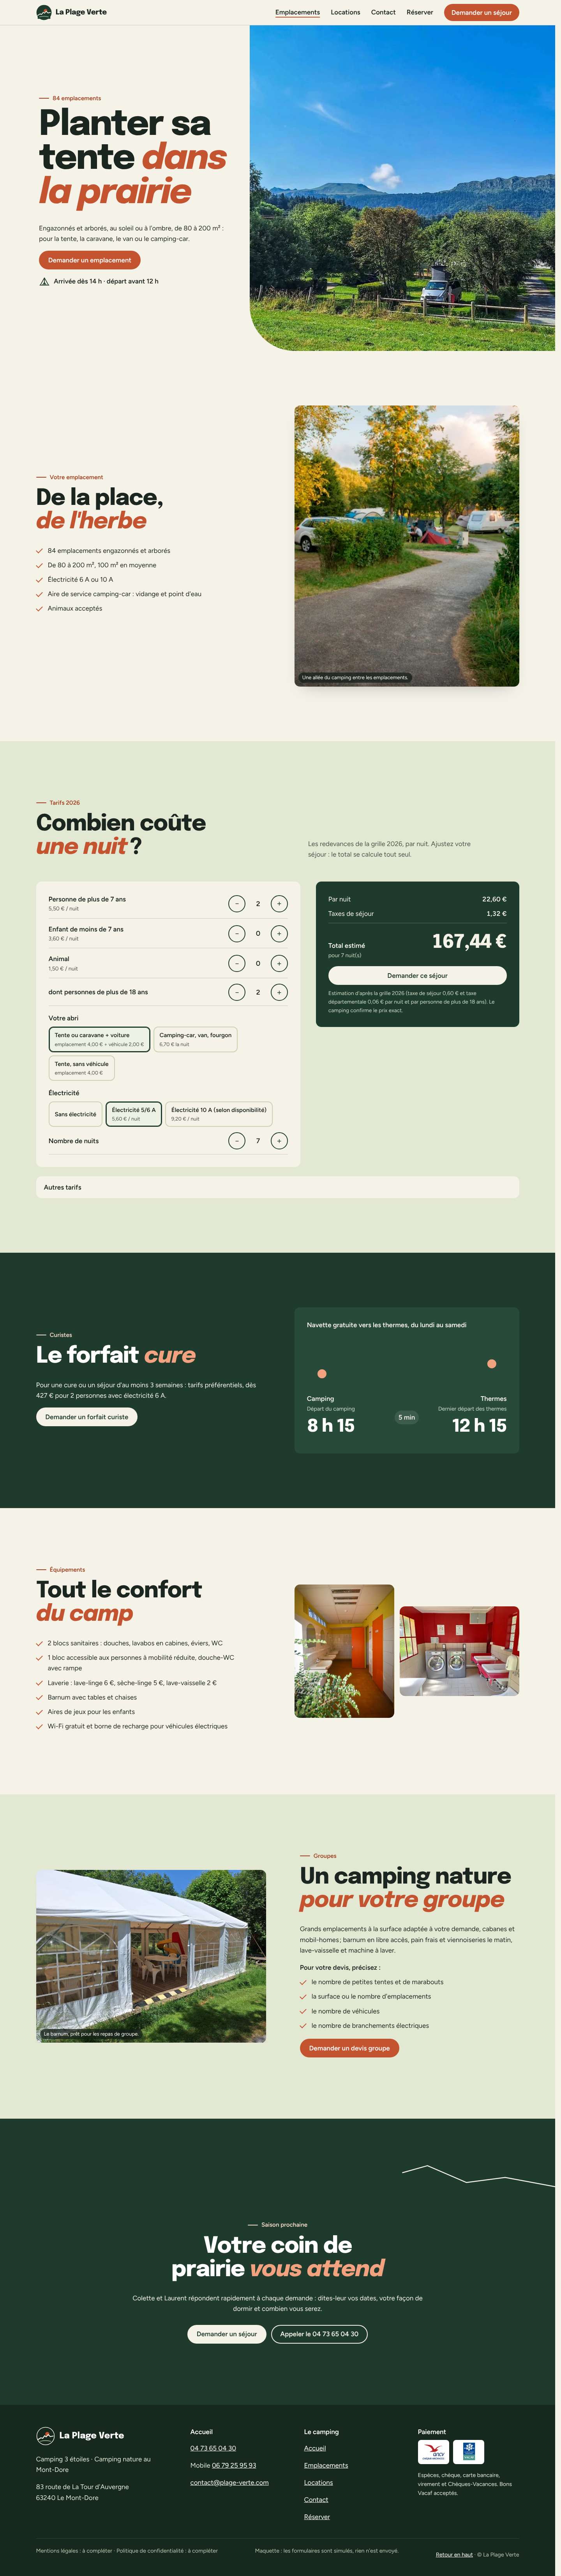 La Plage Verte
Emplacements
Locations
Contact
Réserver
Demander un séjour
84 emplacements
Planter sa
tente dans
la prairie
Engazonnés et arborés, au soleil ou à l'ombre, de 80 à 200 m² :
pour la tente, la caravane, le van ou le camping-car.
Demander un emplacement
Arrivée dès 14 h · départ avant 12 h
Votre emplacement
De la place,
de l'herbe
84 emplacements engazonnés et arborés
De 80 à 200 m², 100 m² en moyenne
Électricité 6 A ou 10 A
Aire de service camping-car : vidange et point d'eau
Animaux acceptés
Une allée du camping entre les emplacements.
Tarifs 2026
Combien coûte
une nuit ?
Les redevances de la grille 2026, par nuit. Ajustez votre
séjour : le total se calcule tout seul.
Personne de plus de 7 ans
5,50 € / nuit
− 2 +
Enfant de moins de 7 ans
3,60 € / nuit
− 0 +
Animal
1,50 € / nuit
− 0 +
dont personnes de plus de 18 ans
− 2 +
Votre abri
Tente ou caravane + voiture
emplacement 4,00 € + véhicule 2,00 €
Camping-car, van, fourgon
6,70 € la nuit
Tente, sans véhicule
emplacement 4,00 €
Électricité
Sans électricité
Électricité 5/6 A
5,60 € / nuit
Électricité 10 A (selon disponibilité)
9,20 € / nuit
Nombre de nuits
− 7 +
Par nuit
22,60 €
Taxes de séjour
1,32 €
Total estimé
pour 7 nuit(s)
167,44 €
Demander ce séjour
Estimation d'après la grille 2026 (taxe de séjour 0,60 € et taxe
départementale 0,06 € par nuit et par personne de plus de 18 ans). Le
camping confirme le prix exact.
Autres tarifs
Curistes
Le forfait cure
Pour une cure ou un séjour d'au moins 3 semaines : tarifs préférentiels, dès
427 € pour 2 personnes avec électricité 6 A.
Demander un forfait curiste
Navette gratuite vers les thermes, du lundi au samedi
Camping
Départ du camping
8 h 15
5 min
Thermes
Dernier départ des thermes
12 h 15
Équipements
Tout le confort
du camp
2 blocs sanitaires : douches, lavabos en cabines, éviers, WC
1 bloc accessible aux personnes à mobilité réduite, douche-WC
avec rampe
Laverie : lave-linge 6 €, sèche-linge 5 €, lave-vaisselle 2 €
Barnum avec tables et chaises
Aires de jeux pour les enfants
Wi-Fi gratuit et borne de recharge pour véhicules électriques
Le barnum, prêt pour les repas de groupe.
Groupes
Un camping nature
pour votre groupe
Grands emplacements à la surface adaptée à votre demande, cabanes et
mobil-homes ; barnum en libre accès, pain frais et viennoiseries le matin,
lave-vaisselle et machine à laver.
Pour votre devis, précisez :
le nombre de petites tentes et de marabouts
la surface ou le nombre d'emplacements
le nombre de véhicules
le nombre de branchements électriques
Demander un devis groupe
Saison prochaine
Votre coin de
prairie vous attend
Colette et Laurent répondent rapidement à chaque demande : dites-leur vos dates, votre façon de
dormir et combien vous serez.
Demander un séjour
Appeler le 04 73 65 04 30
La Plage Verte
Camping 3 étoiles · Camping nature au
Mont-Dore
83 route de La Tour d'Auvergne
63240 Le Mont-Dore
Accueil
04 73 65 04 30
Mobile 06 79 25 95 93
contact@plage-verte.com
Le camping
Accueil
Emplacements
Locations
Contact
Réserver
Paiement
ancv
Espèces, chèque, carte bancaire,
virement et Chèques-Vacances. Bons
Vacaf acceptés.
Mentions légales : à compléter · Politique de confidentialité : à compléter
Maquette : les formulaires sont simulés, rien n'est envoyé.
Retour en haut · © La Plage Verte